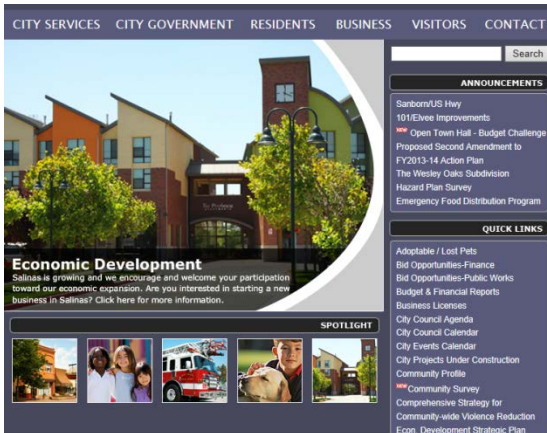 CITY SERVICES CITY GOVERNMENT RESIDENTS BUSINESS VISITORS CONTACT
Search
ANNOUNCEMENTS
Sanborn/US Hwy
101/Elvee Improvements
NEW Open Town Hall - Budget Challenge
Proposed Second Amendment to
FY2013-14 Action Plan
The Wesley Oaks Subdivision
Hazard Plan Survey
Emergency Food Distribution Program
Economic Development
Salinas is growing and we encourage and welcome your participation
toward our economic expansion. Are you interested in starting a new
business in Salinas? Click here for more information.
SPOTLIGHT
QUICK LINKS
Adoptable / Lost Pets
Bid Opportunities-Finance
Bid Opportunities-Public Works
Budget & Financial Reports
Business Licenses
City Council Agenda
City Council Calendar
City Events Calendar
City Projects Under Construction
Community Profile
NEW Community Survey
Comprehensive Strategy for
Community-wide Violence Reduction
Econ. Development Strategic Plan